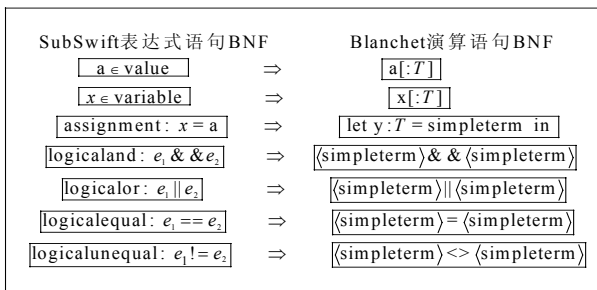 SubSwift表达式语句BNF Blanchet演算语句BNF
a ∈ value ⇒ a[:T]
x ∈ variable ⇒ x[:T]
assignment: x = a ⇒ let y:T = simpleterm in
logicaland: e₁ & &e₂ ⇒ ⟨simpleterm⟩& &⟨simpleterm⟩
logicalor: e₁ || e₂ ⇒ ⟨simpleterm⟩||⟨simpleterm⟩
logicalequal: e₁ == e₂ ⇒ ⟨simpleterm⟩=⟨simpleterm⟩
logicalunequal: e₁!= e₂ ⇒ ⟨simpleterm⟩<>⟨simpleterm⟩